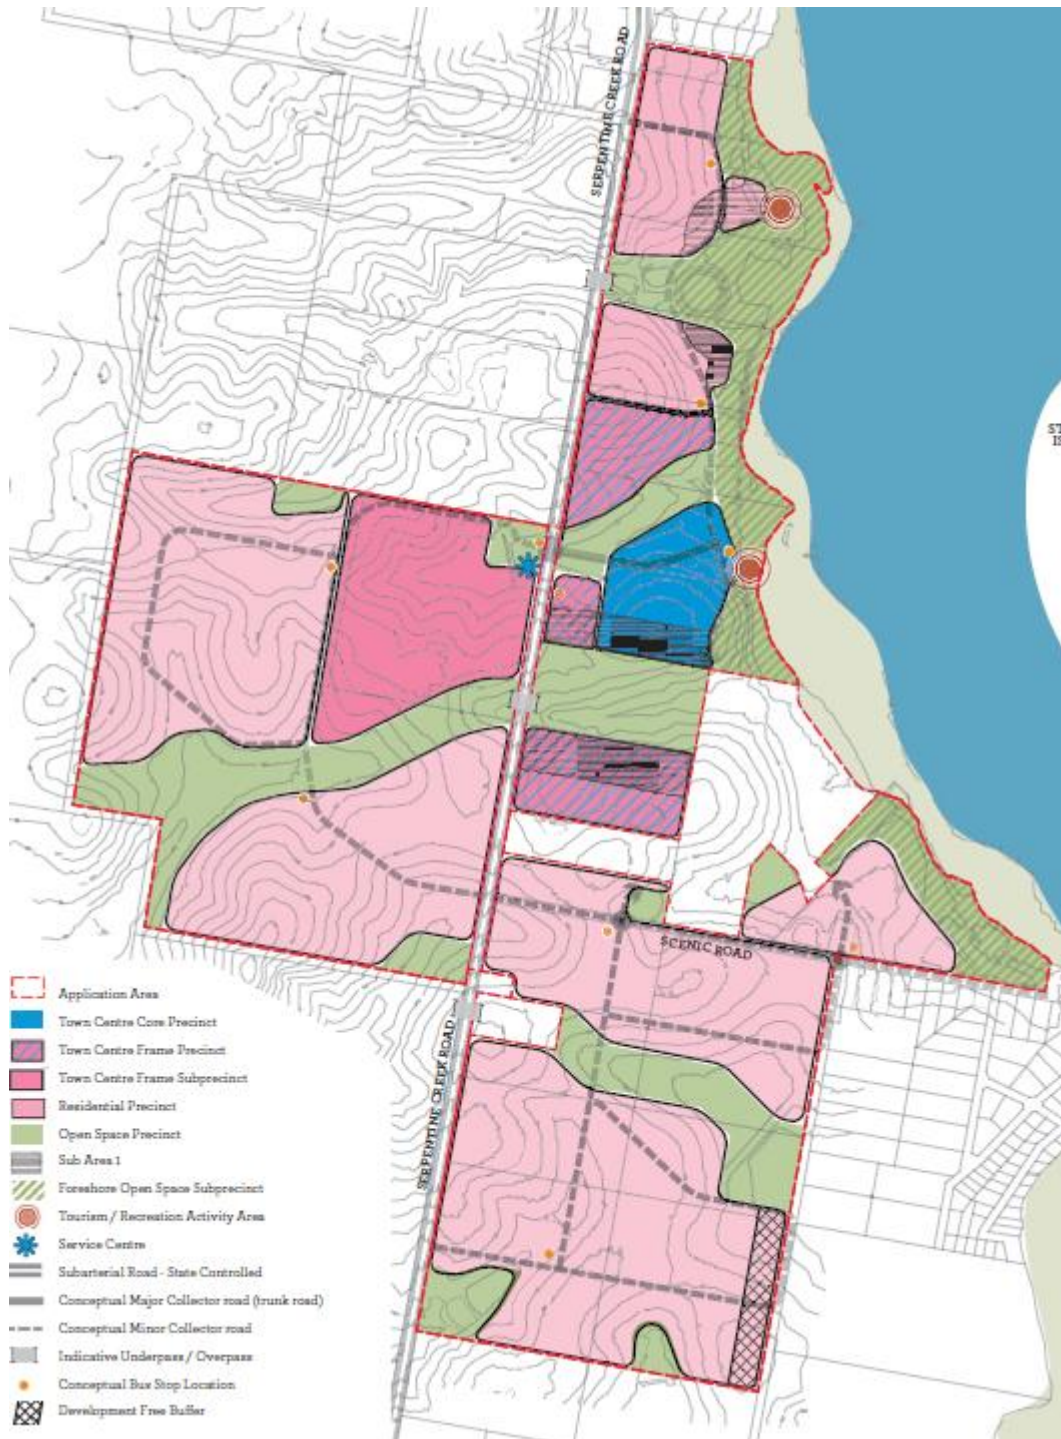 SERPENTINE CREEK ROAD
ST
IS
SCENIC ROAD
SERPENTINE CREEK ROAD
Application Area
Town Centre Core Precinct
Town Centre Frame Precinct
Town Centre Frame Subprecinct
Residential Precinct
Open Space Precinct
Sub Area 1
Foreshore Open Space Subprecinct
Tourism / Recreation Activity Area
Service Centre
Subarterial Road - State Controlled
Conceptual Major Collector road (trunk road)
Conceptual Minor Collector road
Indicative Underpass / Overpass
Conceptual Bus Stop Location
Development Free Buffer